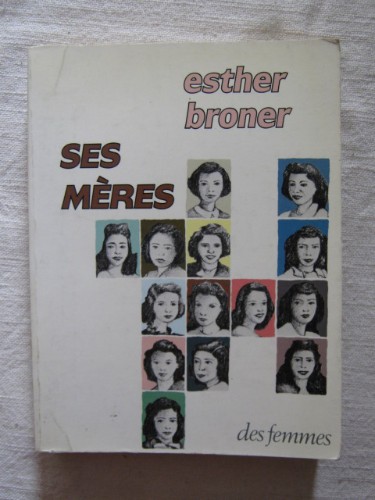 esther
broner
SES
MÈRES
des femmes